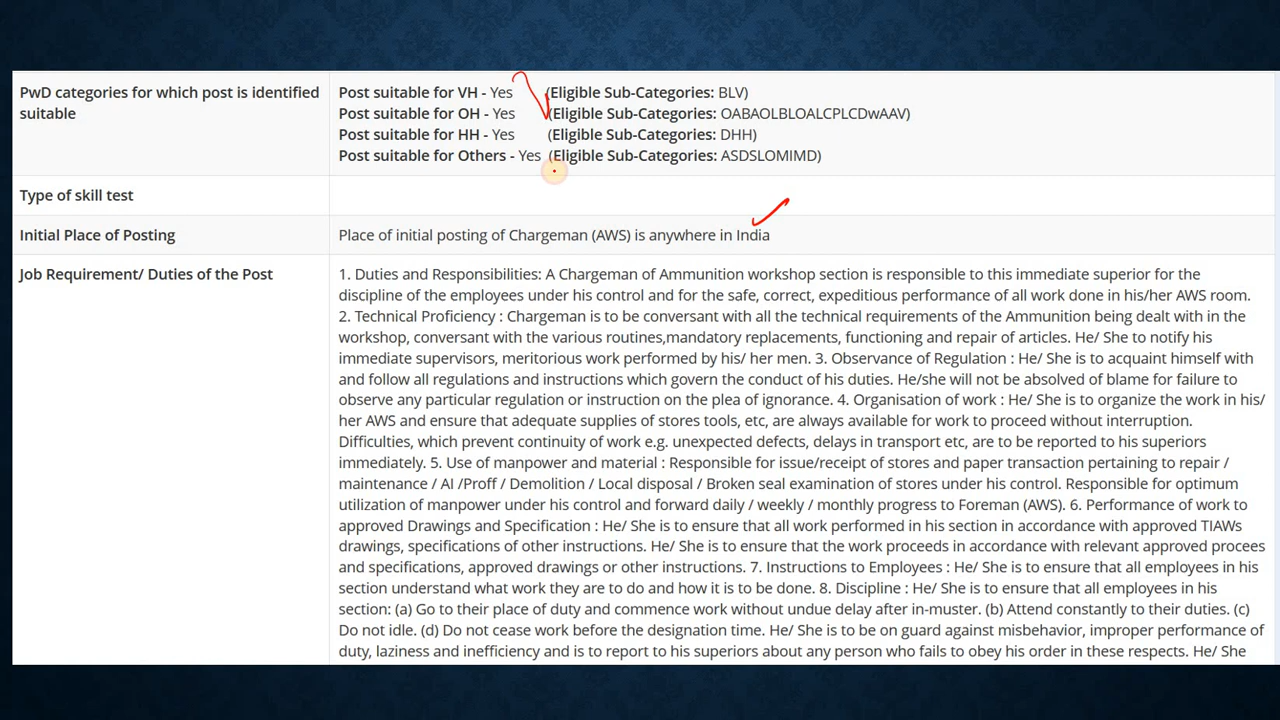 PwD categories for which post is identified suitable
Post suitable for VH - Yes (Eligible Sub-Categories: BLV)
Post suitable for OH - Yes (Eligible Sub-Categories: OABAOLBLOALCPLCDwAAV)
Post suitable for HH - Yes (Eligible Sub-Categories: DHH)
Post suitable for Others - Yes (Eligible Sub-Categories: ASDSLOMIMD)
Type of skill test
Initial Place of Posting
Place of initial posting of Chargeman (AWS) is anywhere in India
Job Requirement/ Duties of the Post
1. Duties and Responsibilities: A Chargeman of Ammunition workshop section is responsible to this immediate superior for the
discipline of the employees under his control and for the safe, correct, expeditious performance of all work done in his/her AWS room.
2. Technical Proficiency : Chargeman is to be conversant with all the technical requirements of the Ammunition being dealt with in the
workshop, conversant with the various routines,mandatory replacements, functioning and repair of articles. He/ She to notify his
immediate supervisors, meritorious work performed by his/ her men. 3. Observance of Regulation : He/ She is to acquaint himself with
and follow all regulations and instructions which govern the conduct of his duties. He/she will not be absolved of blame for failure to
observe any particular regulation or instruction on the plea of ignorance. 4. Organisation of work : He/ She is to organize the work in his/
her AWS and ensure that adequate supplies of stores tools, etc, are always available for work to proceed without interruption.
Difficulties, which prevent continuity of work e.g. unexpected defects, delays in transport etc, are to be reported to his superiors
immediately. 5. Use of manpower and material : Responsible for issue/receipt of stores and paper transaction pertaining to repair /
maintenance / AI /Proff / Demolition / Local disposal / Broken seal examination of stores under his control. Responsible for optimum
utilization of manpower under his control and forward daily / weekly / monthly progress to Foreman (AWS). 6. Performance of work to
approved Drawings and Specification : He/ She is to ensure that all work performed in his section in accordance with approved TIAWs
drawings, specifications of other instructions. He/ She is to ensure that the work proceeds in accordance with relevant approved procees
and specifications, approved drawings or other instructions. 7. Instructions to Employees : He/ She is to ensure that all employees in his
section understand what work they are to do and how it is to be done. 8. Discipline : He/ She is to ensure that all employees in his
section: (a) Go to their place of duty and commence work without undue delay after in-muster. (b) Attend constantly to their duties. (c)
Do not idle. (d) Do not cease work before the designation time. He/ She is to be on guard against misbehavior, improper performance of
duty, laziness and inefficiency and is to report to his superiors about any person who fails to obey his order in these respects. He/ She